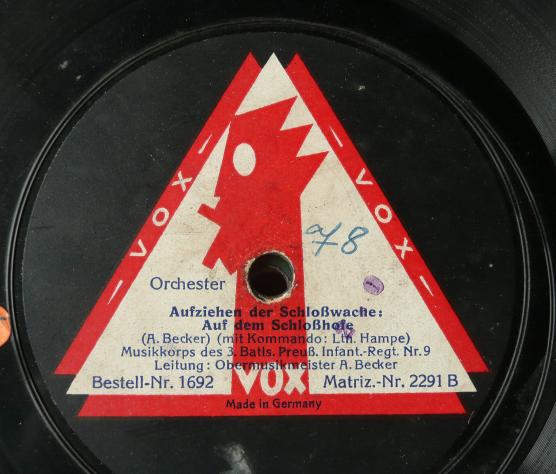 VOX
VOX
a78
Orchester
Aufziehen der Schloßwache:
Auf dem Schloßhofe
(A. Becker) (mit Kommando: Ltn. Hampe)
Musikkorps des 3. Batls. Preuß. Infant.-Regt. Nr. 9
Leitung: Obermusikmeister A. Becker
Bestell-Nr. 1692 VOX Matriz.-Nr. 2291 B
Made in Germany